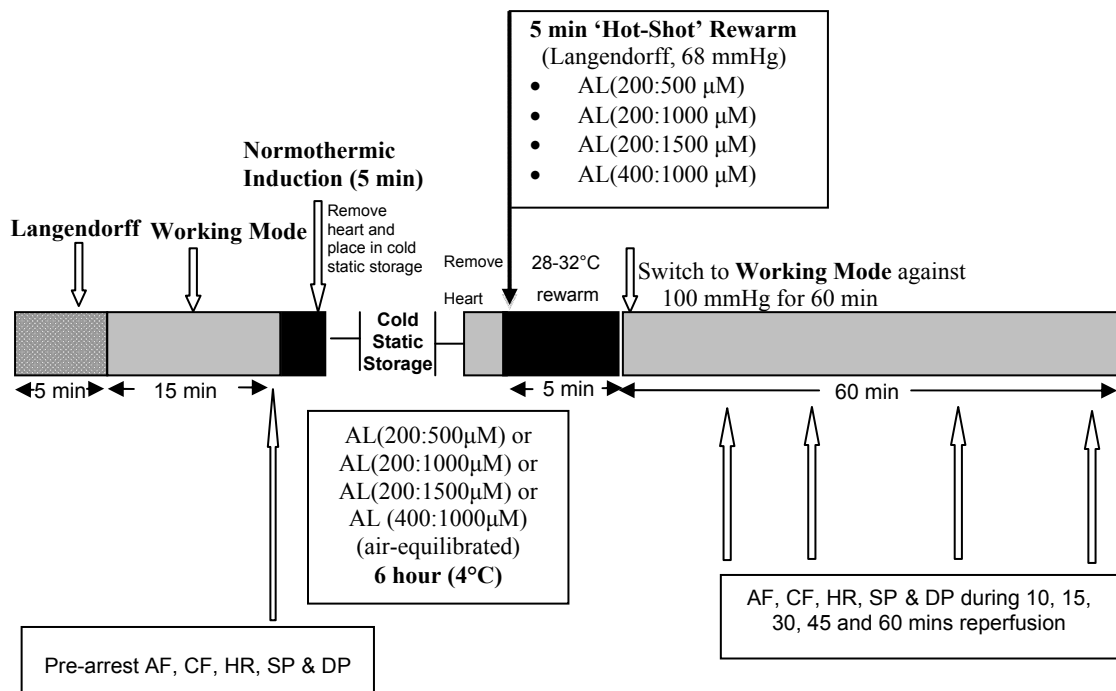 5 min ‘Hot-Shot’ Rewarm
(Langendorff, 68 mmHg)
• AL(200:500 μM)
• AL(200:1000 μM)
• AL(200:1500 μM)
• AL(400:1000 μM)
Normothermic
Induction (5 min)
Langendorff
Working Mode
Remove
heart and
place in cold
static storage
Remove
Heart
28-32°C
rewarm
Switch to Working Mode against
100 mmHg for 60 min
Cold
Static
Storage
5 min
15 min
5 min
60 min
AL(200:500μM) or
AL(200:1000μM) or
AL(200:1500μM) or
AL (400:1000μM)
(air-equilibrated)
6 hour (4°C)
Pre-arrest AF, CF, HR, SP & DP
AF, CF, HR, SP & DP during 10, 15,
30, 45 and 60 mins reperfusion